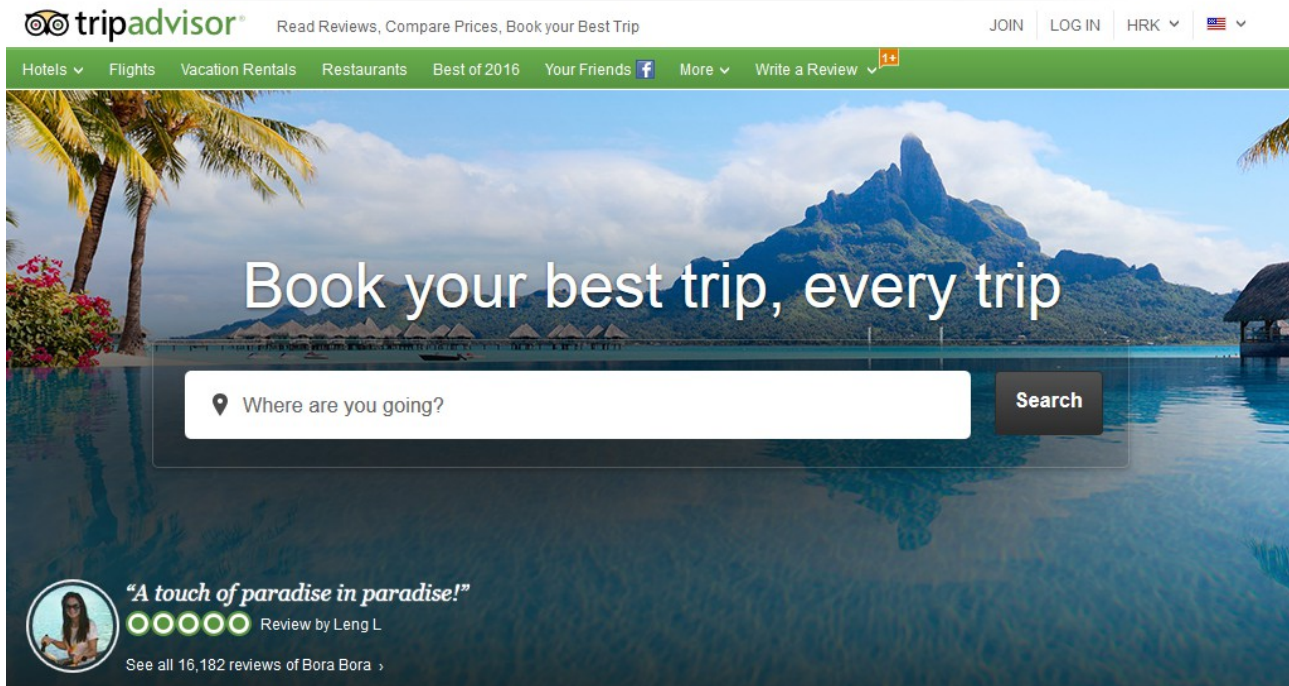 tripadvisor® Read Reviews, Compare Prices, Book your Best Trip JOIN LOG IN HRK
Hotels Flights Vacation Rentals Restaurants Best of 2016 Your Friends f More Write a Review 1+
Book your best trip, every trip
Where are you going? Search
“A touch of paradise in paradise!”
Review by Leng L
See all 16,182 reviews of Bora Bora ›